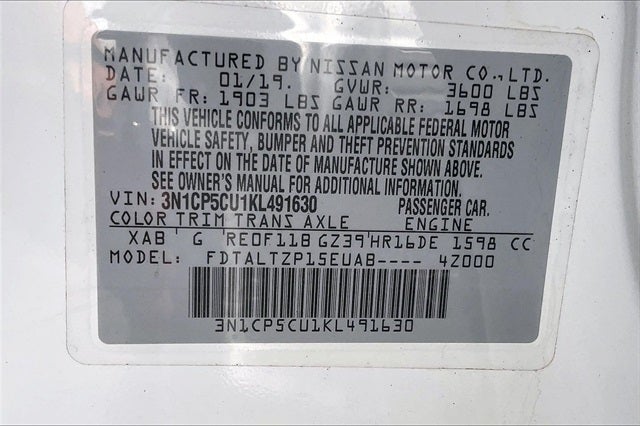 MANUFACTURED BY NISSAN MOTOR CO.,LTD.
DATE: 01/19. GVWR: 3600 LBS
GAWR FR: 1903 LBS GAWR RR: 1698 LBS
THIS VEHICLE CONFORMS TO ALL APPLICABLE FEDERAL MOTOR
VEHICLE SAFETY, BUMPER AND THEFT PREVENTION STANDARDS
IN EFFECT ON THE DATE OF MANUFACTURE SHOWN ABOVE.
SEE OWNER'S MANUAL FOR ADDITIONAL INFORMATION.
VIN: 3N1CP5CU1KL491630 PASSENGER CAR.
COLOR TRIM TRANS AXLE ENGINE
XAB G RE0F11B GZ39 HR16DE 1598 CC
MODEL: FDTALTZP15EUAB---- 4Z000
3N1CP5CU1KL491630